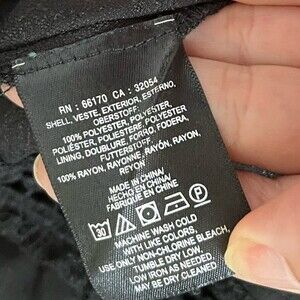 RN : 66170 CA : 32054
SHELL, VESTE, EXTERIOR, ESTERNO,
OBERSTOFF:
100% POLYESTER, POLYESTER,
POLIÉSTER, POLIESTERE, POLYESTER
LINING, DOUBLURE, FORRO, FODERA,
FUTTERSTOFF:
100% RAYON, RAYONNE, RAYÓN, RAYON,
REYON
MADE IN CHINA/
HECHO EN CHINA/
FABRIQUÉ EN CHINE
MACHINE WASH COLD
WITH LIKE COLORS.
USE ONLY NON-CHLORINE BLEACH.
TUMBLE DRY LOW.
LOW IRON AS NEEDED
MAY BE DRY CLEANED